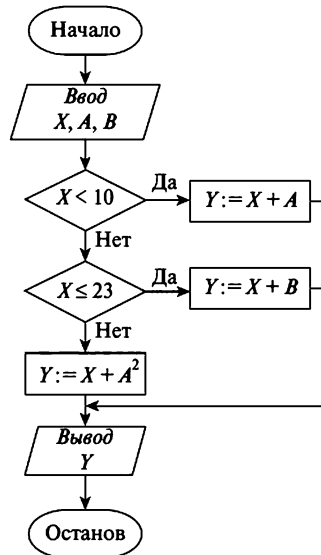 Начало
Ввод
X, A, B
X < 10
Да
Y := X + A
Нет
X ≤ 23
Да
Y := X + B
Нет
Y := X + A²
Вывод
Y
Останов